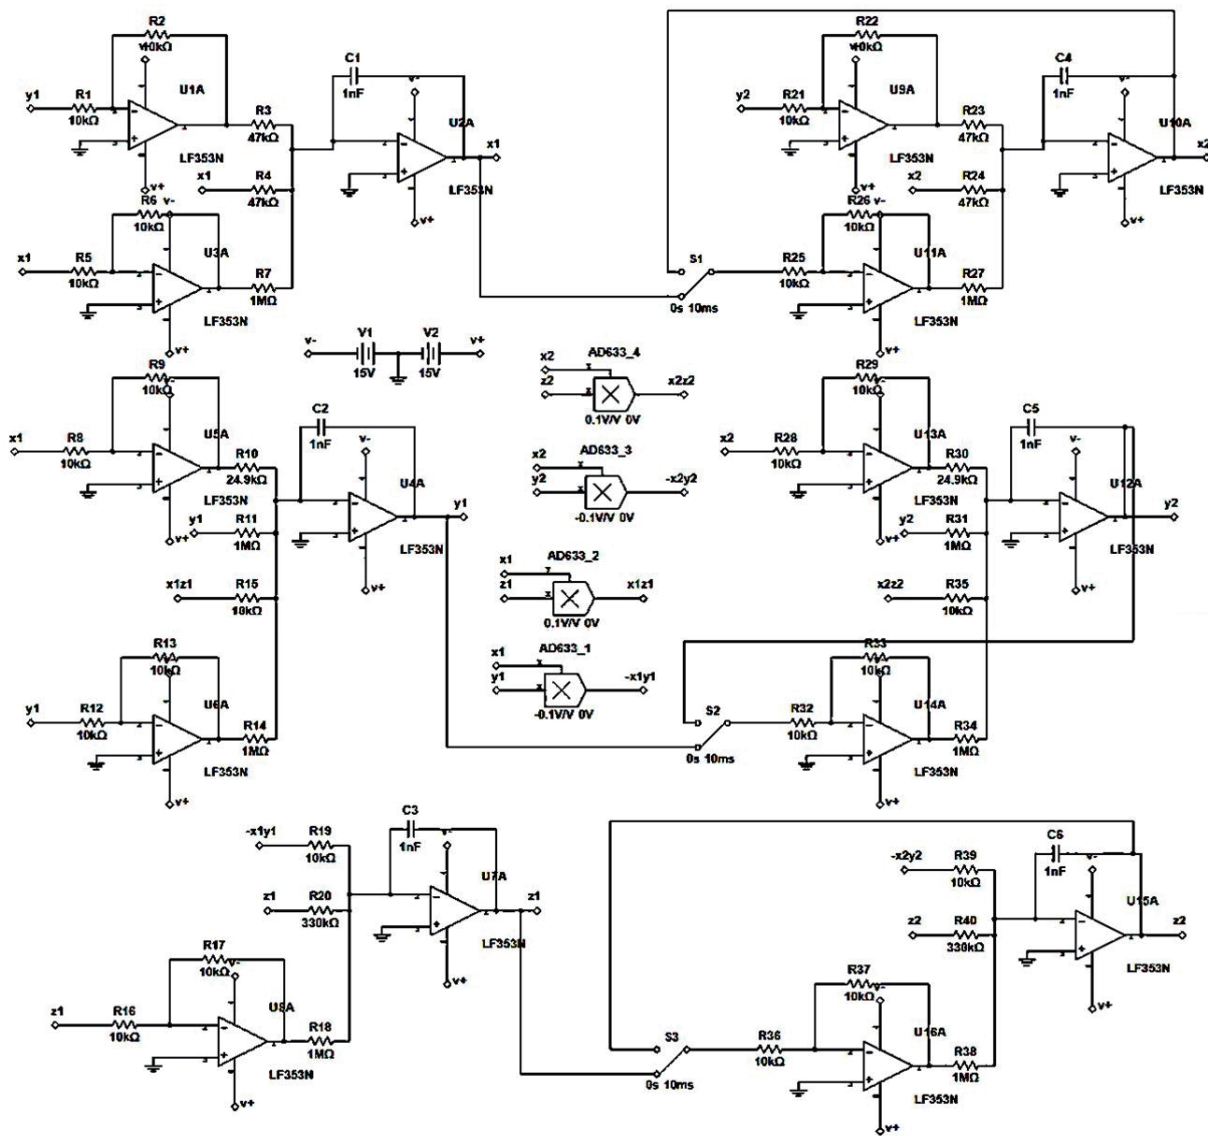 R2
v-
10kΩ
y1
R1
10kΩ
U1A
LF353N
v+
R3
47kΩ
x1
R4
47kΩ
C1
1nF
v-
U2A
x1
LF353N
v+
R6
10kΩ
v-
x1
R5
10kΩ
U3A
R7
1MΩ
LF353N
v+
R22
v-
10kΩ
y2
R21
10kΩ
U9A
LF353N
v+
R23
47kΩ
x2
R24
47kΩ
C4
1nF
v-
U10A
x2
LF353N
v+
R26
10kΩ
v-
S1
0s 10ms
R25
10kΩ
U11A
R27
1MΩ
LF353N
v+
v-
V1
15V
V2
15V
v+
x2
z2
AD633_4
x2z2
0.1V/V 0V
x2
y2
AD633_3
-x2y2
-0.1V/V 0V
x1
z1
AD633_2
x1z1
0.1V/V 0V
x1
y1
AD633_1
-x1y1
-0.1V/V 0V
R9
10kΩ
v-
x1
R8
10kΩ
U5A
LF353N
v+
R10
24.9kΩ
y1
R11
1MΩ
x1z1
R15
10kΩ
C2
1nF
v-
U4A
y1
LF353N
v+
R13
10kΩ
y1
R12
10kΩ
U6A
R14
1MΩ
LF353N
v+
R29
10kΩ
v-
x2
R28
10kΩ
U13A
LF353N
v+
R30
24.9kΩ
y2
R31
1MΩ
x2z2
R35
10kΩ
C5
1nF
v-
U12A
y2
LF353N
v+
R33
10kΩ
S2
0s 10ms
R32
10kΩ
U14A
R34
1MΩ
LF353N
v+
-x1y1
R19
10kΩ
z1
R20
330kΩ
C3
1nF
v-
U7A
z1
LF353N
v+
R17
10kΩ
v-
z1
R16
10kΩ
U8A
R18
1MΩ
LF353N
v+
-x2y2
R39
10kΩ
z2
R40
330kΩ
C6
1nF
v-
U15A
z2
LF353N
v+
R37
10kΩ
v-
S3
0s 10ms
R36
10kΩ
U16A
R38
1MΩ
LF353N
v+